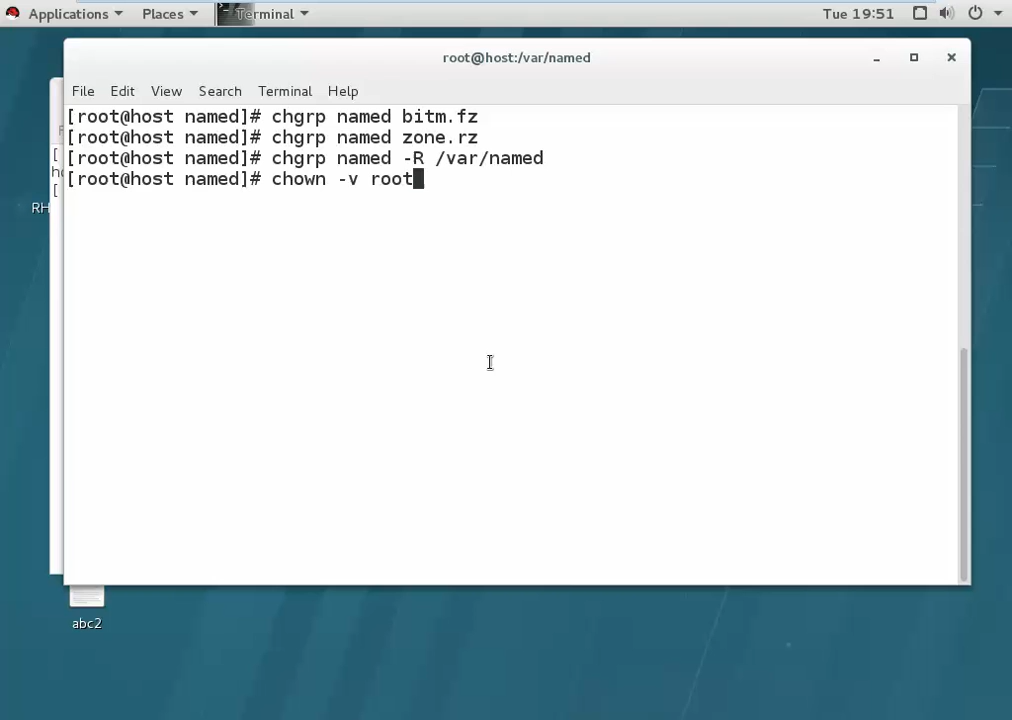 Applications Places Terminal Tue 19:51
root@host:/var/named
File Edit View Search Terminal Help
[root@host named]# chgrp named bitm.fz
[root@host named]# chgrp named zone.rz
[root@host named]# chgrp named -R /var/named
[root@host named]# chown -v root
[
[
RH
abc2